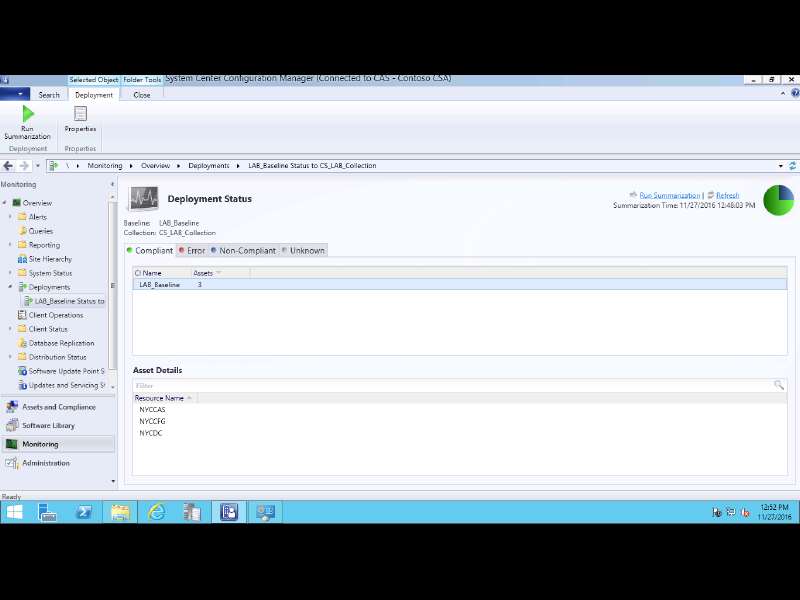 Selected Object Folder Tools System Center Configuration Manager (Connected to CAS - Contoso CSA)
Search Deployment Close
Run Summarization
Properties
Deployment
Properties
\ Monitoring Overview Deployments LAB_Baseline Status to CS_LAB_Collection
Monitoring
Overview
Alerts
Queries
Reporting
Site Hierarchy
System Status
Deployments
LAB_Baseline Status to
Client Operations
Client Status
Database Replication
Distribution Status
Software Update Point S
Updates and Servicing St
Assets and Compliance
Software Library
Monitoring
Administration
Deployment Status
Run Summarization | Refresh
Summarization Time: 11/27/2016 12:48:03 PM
Baseline: LAB_Baseline
Collection: CS_LAB_Collection
Compliant Error Non-Compliant Unknown
CI Name Assets
LAB_Baseline 3
Asset Details
Filter
Resource Name
NYCCAS
NYCCFG
NYCDC
Ready
12:52 PM
11/27/2016